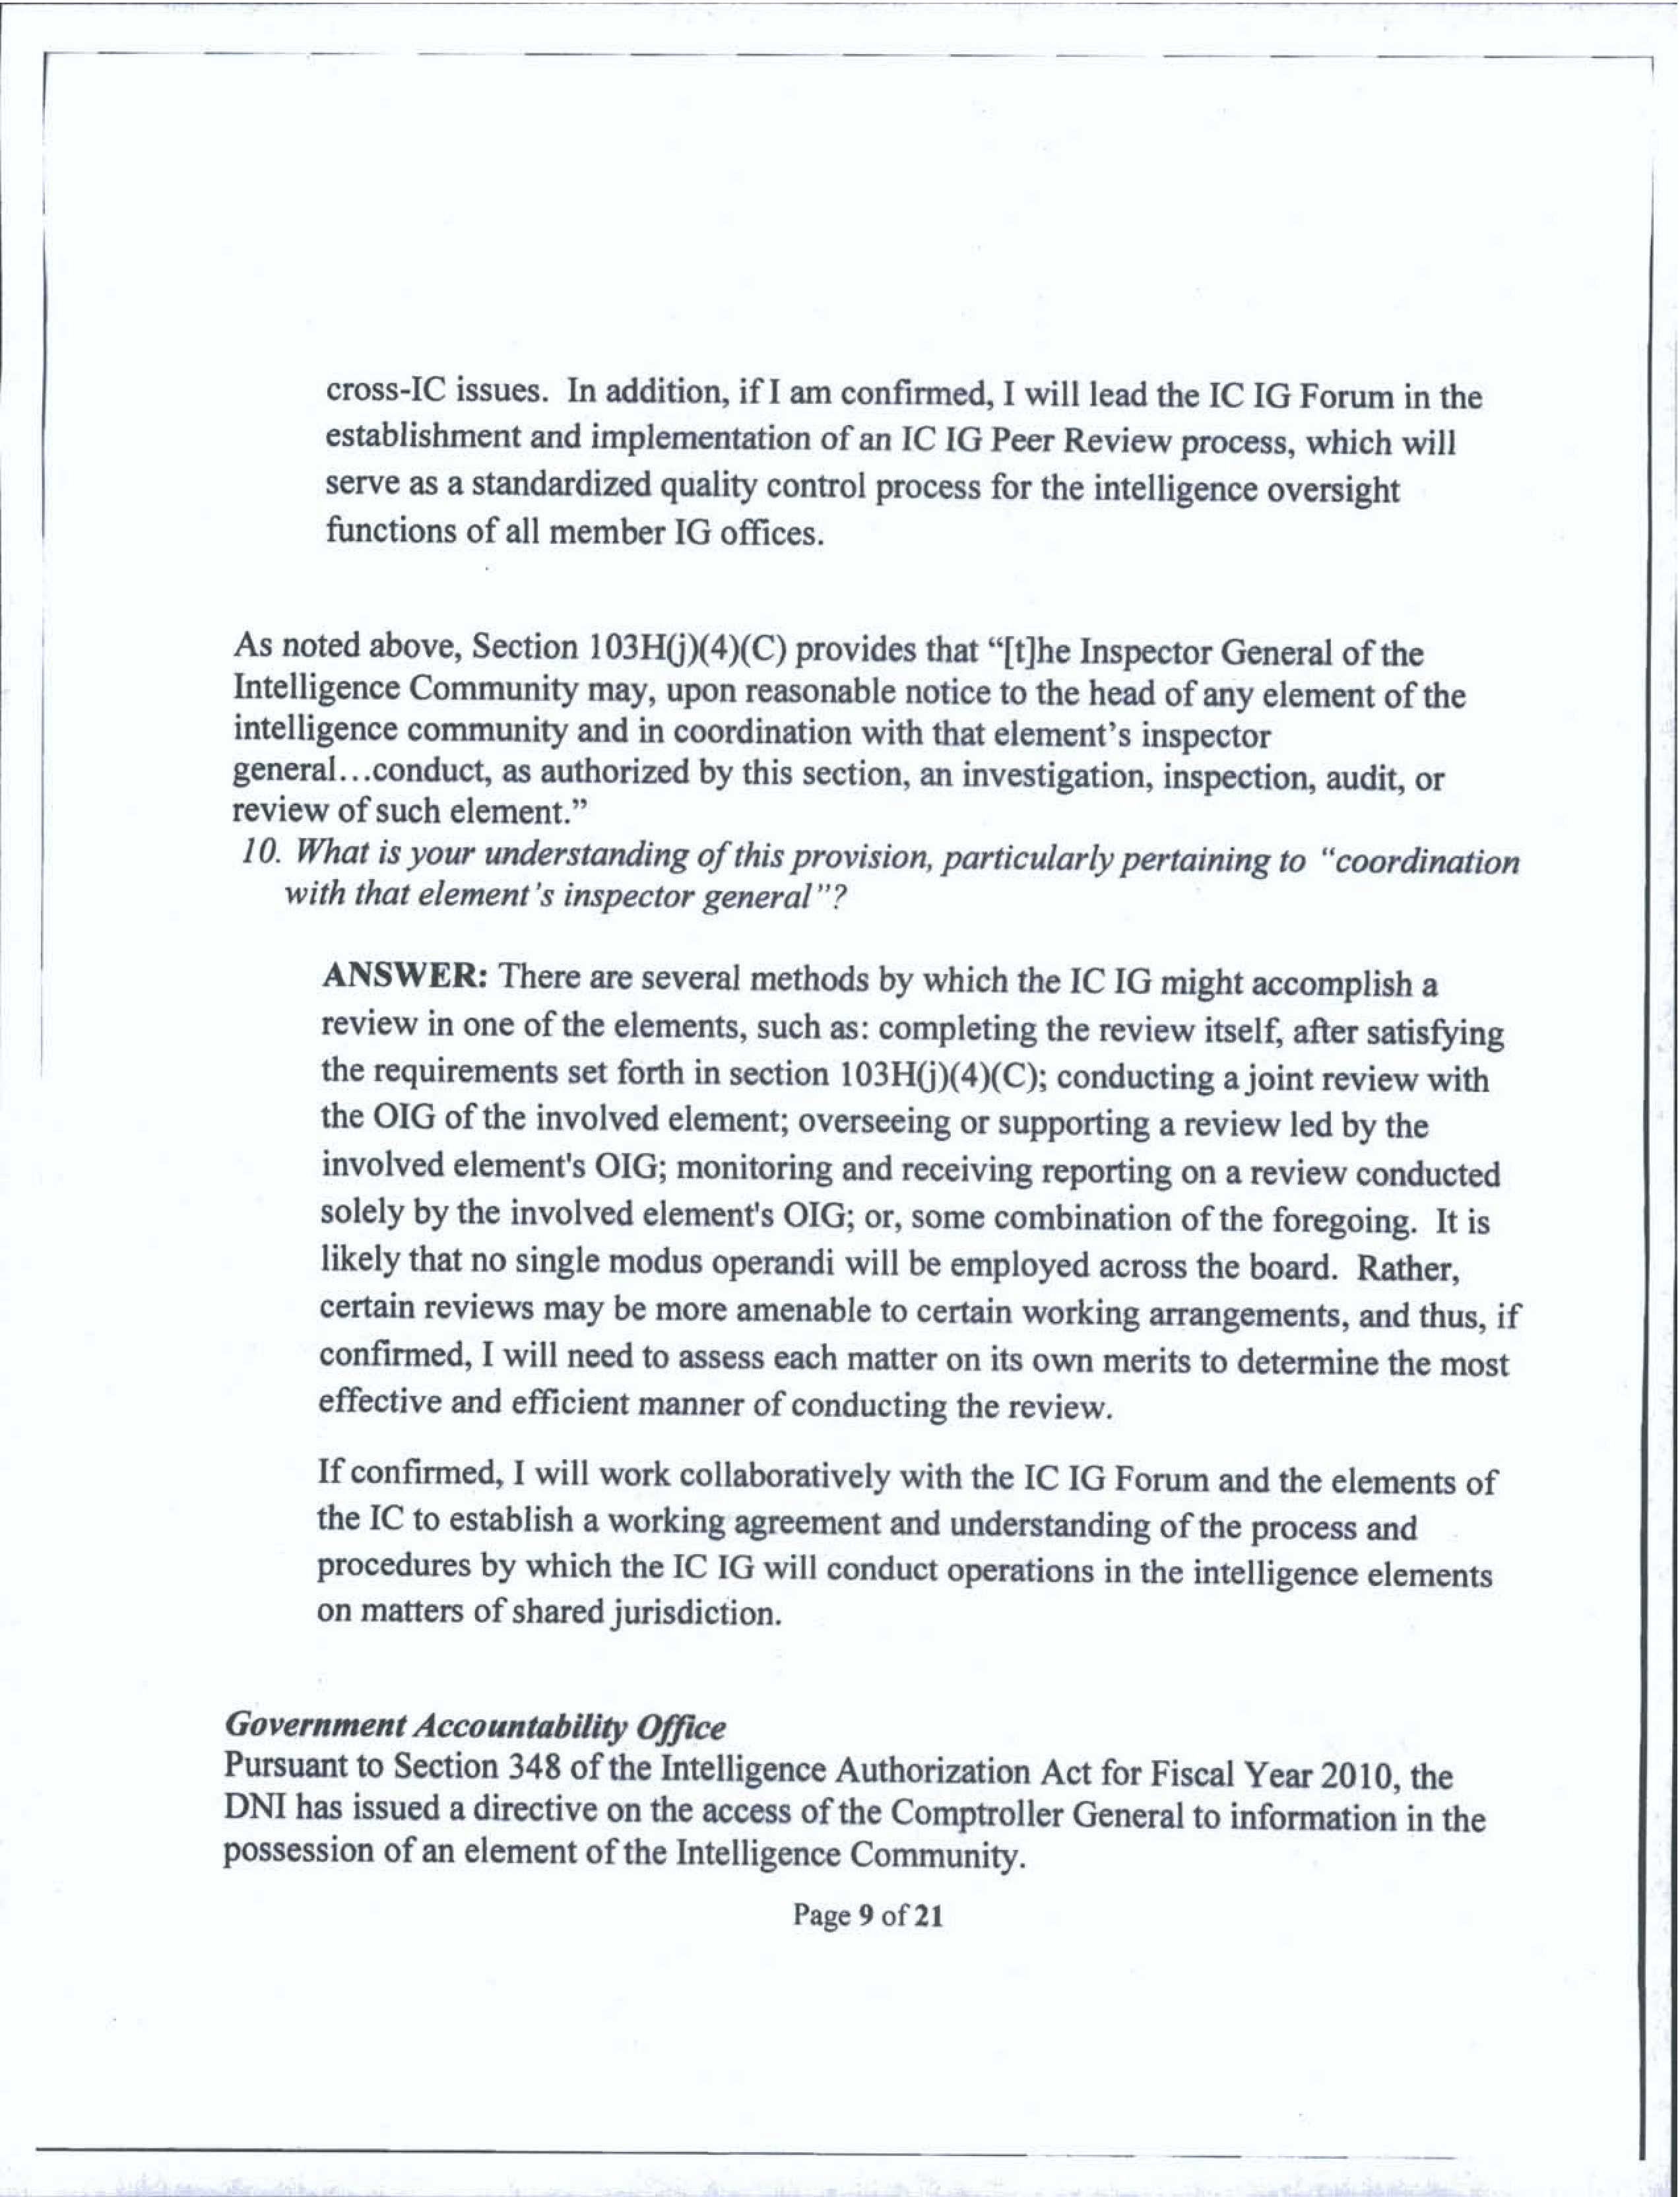 cross-IC issues. In addition, if I am confirmed, I will lead the IC IG Forum in the
establishment and implementation of an IC IG Peer Review process, which will
serve as a standardized quality control process for the intelligence oversight
functions of all member IG offices.
As noted above, Section 103H(j)(4)(C) provides that “[t]he Inspector General of the
Intelligence Community may, upon reasonable notice to the head of any element of the
intelligence community and in coordination with that element’s inspector
general…conduct, as authorized by this section, an investigation, inspection, audit, or
review of such element.”
10. What is your understanding of this provision, particularly pertaining to “coordination
with that element’s inspector general”?
ANSWER: There are several methods by which the IC IG might accomplish a
review in one of the elements, such as: completing the review itself, after satisfying
the requirements set forth in section 103H(j)(4)(C); conducting a joint review with
the OIG of the involved element; overseeing or supporting a review led by the
involved element's OIG; monitoring and receiving reporting on a review conducted
solely by the involved element's OIG; or, some combination of the foregoing. It is
likely that no single modus operandi will be employed across the board. Rather,
certain reviews may be more amenable to certain working arrangements, and thus, if
confirmed, I will need to assess each matter on its own merits to determine the most
effective and efficient manner of conducting the review.
If confirmed, I will work collaboratively with the IC IG Forum and the elements of
the IC to establish a working agreement and understanding of the process and
procedures by which the IC IG will conduct operations in the intelligence elements
on matters of shared jurisdiction.
Government Accountability Office
Pursuant to Section 348 of the Intelligence Authorization Act for Fiscal Year 2010, the
DNI has issued a directive on the access of the Comptroller General to information in the
possession of an element of the Intelligence Community.
Page 9 of 21